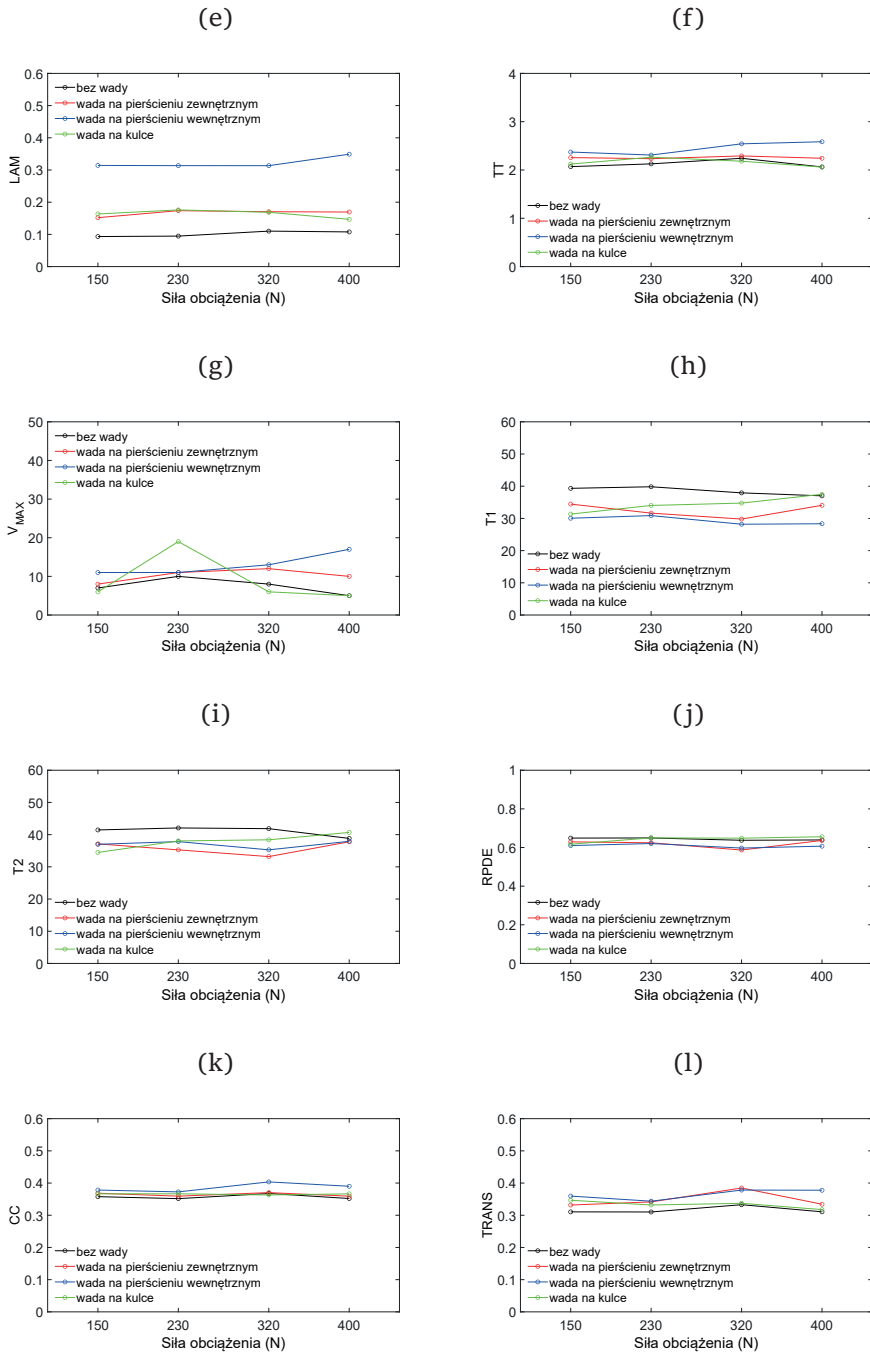 (e)
0.6
0.5
0.4
0.3
0.2
0.1
0
LAM
bez wady
wada na pierścieniu zewnętrznym
wada na pierścieniu wewnętrznym
wada na kulce
150 230 320 400
Siła obciążenia (N)
(f)
4
3
2
1
0
TT
bez wady
wada na pierścieniu zewnętrznym
wada na pierścieniu wewnętrznym
wada na kulce
150 230 320 400
Siła obciążenia (N)
(g)
50
40
30
20
10
0
V_MAX
bez wady
wada na pierścieniu zewnętrznym
wada na pierścieniu wewnętrznym
wada na kulce
150 230 320 400
Siła obciążenia (N)
(h)
60
50
40
30
20
10
0
T1
bez wady
wada na pierścieniu zewnętrznym
wada na pierścieniu wewnętrznym
wada na kulce
150 230 320 400
Siła obciążenia (N)
(i)
60
50
40
30
20
10
0
T2
bez wady
wada na pierścieniu zewnętrznym
wada na pierścieniu wewnętrznym
wada na kulce
150 230 320 400
Siła obciążenia (N)
(j)
1
0.8
0.6
0.4
0.2
0
RPDE
bez wady
wada na pierścieniu zewnętrznym
wada na pierścieniu wewnętrznym
wada na kulce
150 230 320 400
Siła obciążenia (N)
(k)
0.6
0.5
0.4
0.3
0.2
0.1
0
CC
bez wady
wada na pierścieniu zewnętrznym
wada na pierścieniu wewnętrznym
wada na kulce
150 230 320 400
Siła obciążenia (N)
(l)
0.6
0.5
0.4
0.3
0.2
0.1
0
TRANS
bez wady
wada na pierścieniu zewnętrznym
wada na pierścieniu wewnętrznym
wada na kulce
150 230 320 400
Siła obciążenia (N)